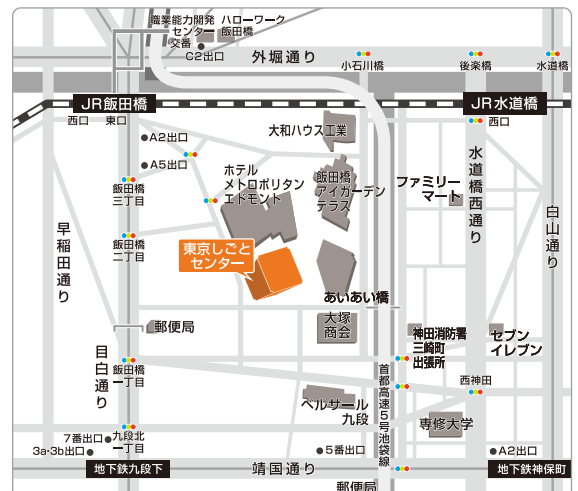 職業能力開発
センター
ハローワーク
飯田橋
交番
C2出口
外堀通り
小石川橋
後楽橋
水道橋
JR飯田橋
JR水道橋
西口
東口
西口
A2出口
大和ハウス工業
A5出口
ホテル
メトロポリタン
エドモント
飯田橋
アイガーデン
テラス
ファミリー
マート
水道橋西通り
白山通り
飯田橋
三丁目
早稲田通り
飯田橋
二丁目
東京しごと
センター
あいあい橋
郵便局
大塚
商会
神田消防署
三崎町
出張所
セブン
イレブン
目白通り
飯田橋
一丁目
首都高速5号池袋線
西神田
ベルサール
九段
専修大学
7番出口
九段北
一丁目
3a・3b出口
5番出口
A2出口
地下鉄九段下
靖国通り
地下鉄神保町
郵便局